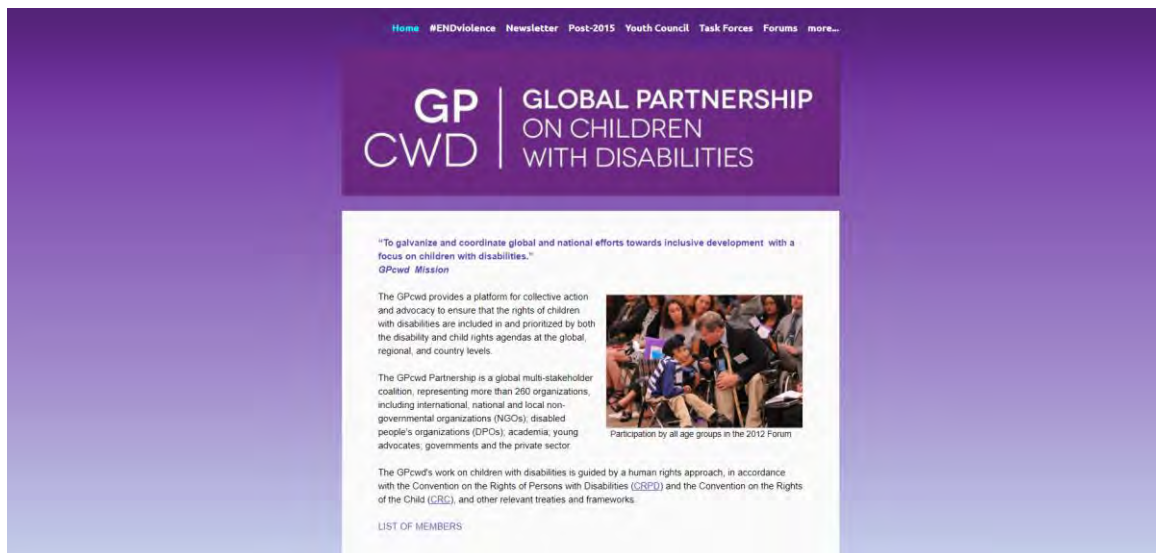 Home #ENDviolence Newsletter Post-2015 Youth Council Task Forces Forums more...
GP
CWD
GLOBAL PARTNERSHIP
ON CHILDREN
WITH DISABILITIES
“To galvanize and coordinate global and national efforts towards inclusive development with a
focus on children with disabilities.”
GPcwd Mission
The GPcwd provides a platform for collective action
and advocacy to ensure that the rights of children
with disabilities are included in and prioritized by both
the disability and child rights agendas at the global,
regional, and country levels.
The GPcwd Partnership is a global multi-stakeholder
coalition, representing more than 260 organizations,
including international, national and local non-
governmental organizations (NGOs); disabled
people's organizations (DPOs); academia; young
advocates; governments and the private sector.
Participation by all age groups in the 2012 Forum
The GPcwd's work on children with disabilities is guided by a human rights approach, in accordance
with the Convention on the Rights of Persons with Disabilities (CRPD) and the Convention on the Rights
of the Child (CRC), and other relevant treaties and frameworks.
LIST OF MEMBERS